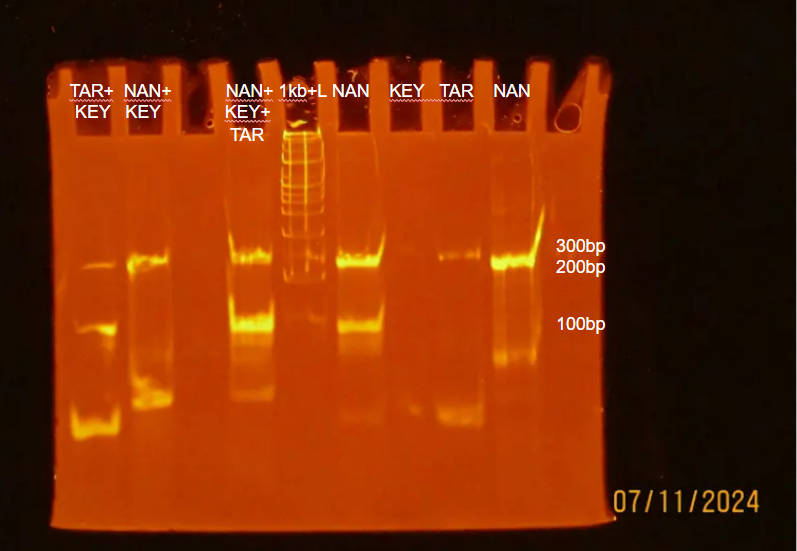 TAR+ KEY
NAN+ KEY
NAN+ KEY+ TAR
1kb+L
NAN
KEY
TAR
NAN
300bp
200bp
100bp
07/11/2024